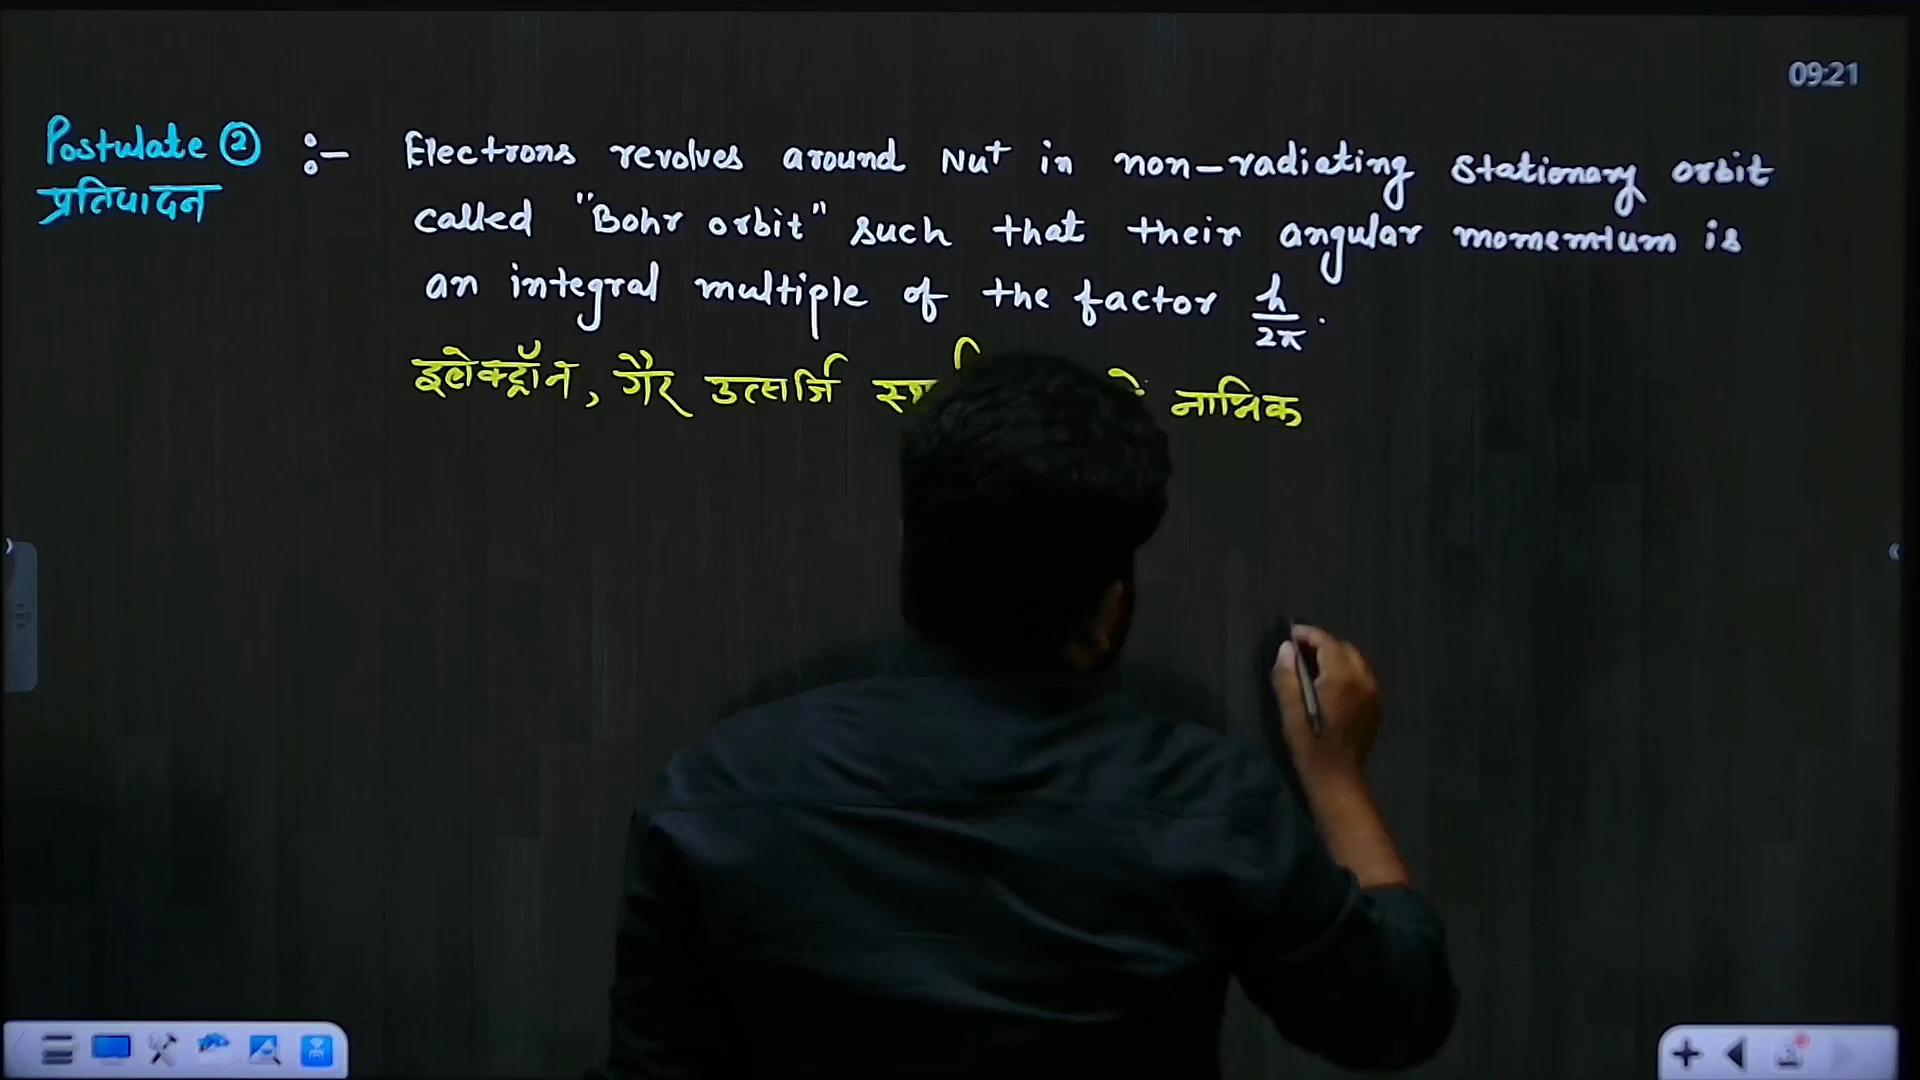 09:21
Postulate ② :- Electrons revolves around Nu⁺ in non-radiating stationary orbit
प्रतिपादन
called "Bohr orbit" such that their angular momentum is
an integral multiple of the factor h/2π.
इलेक्ट्रॉन, गैर उत्सर्जि में नाभिक